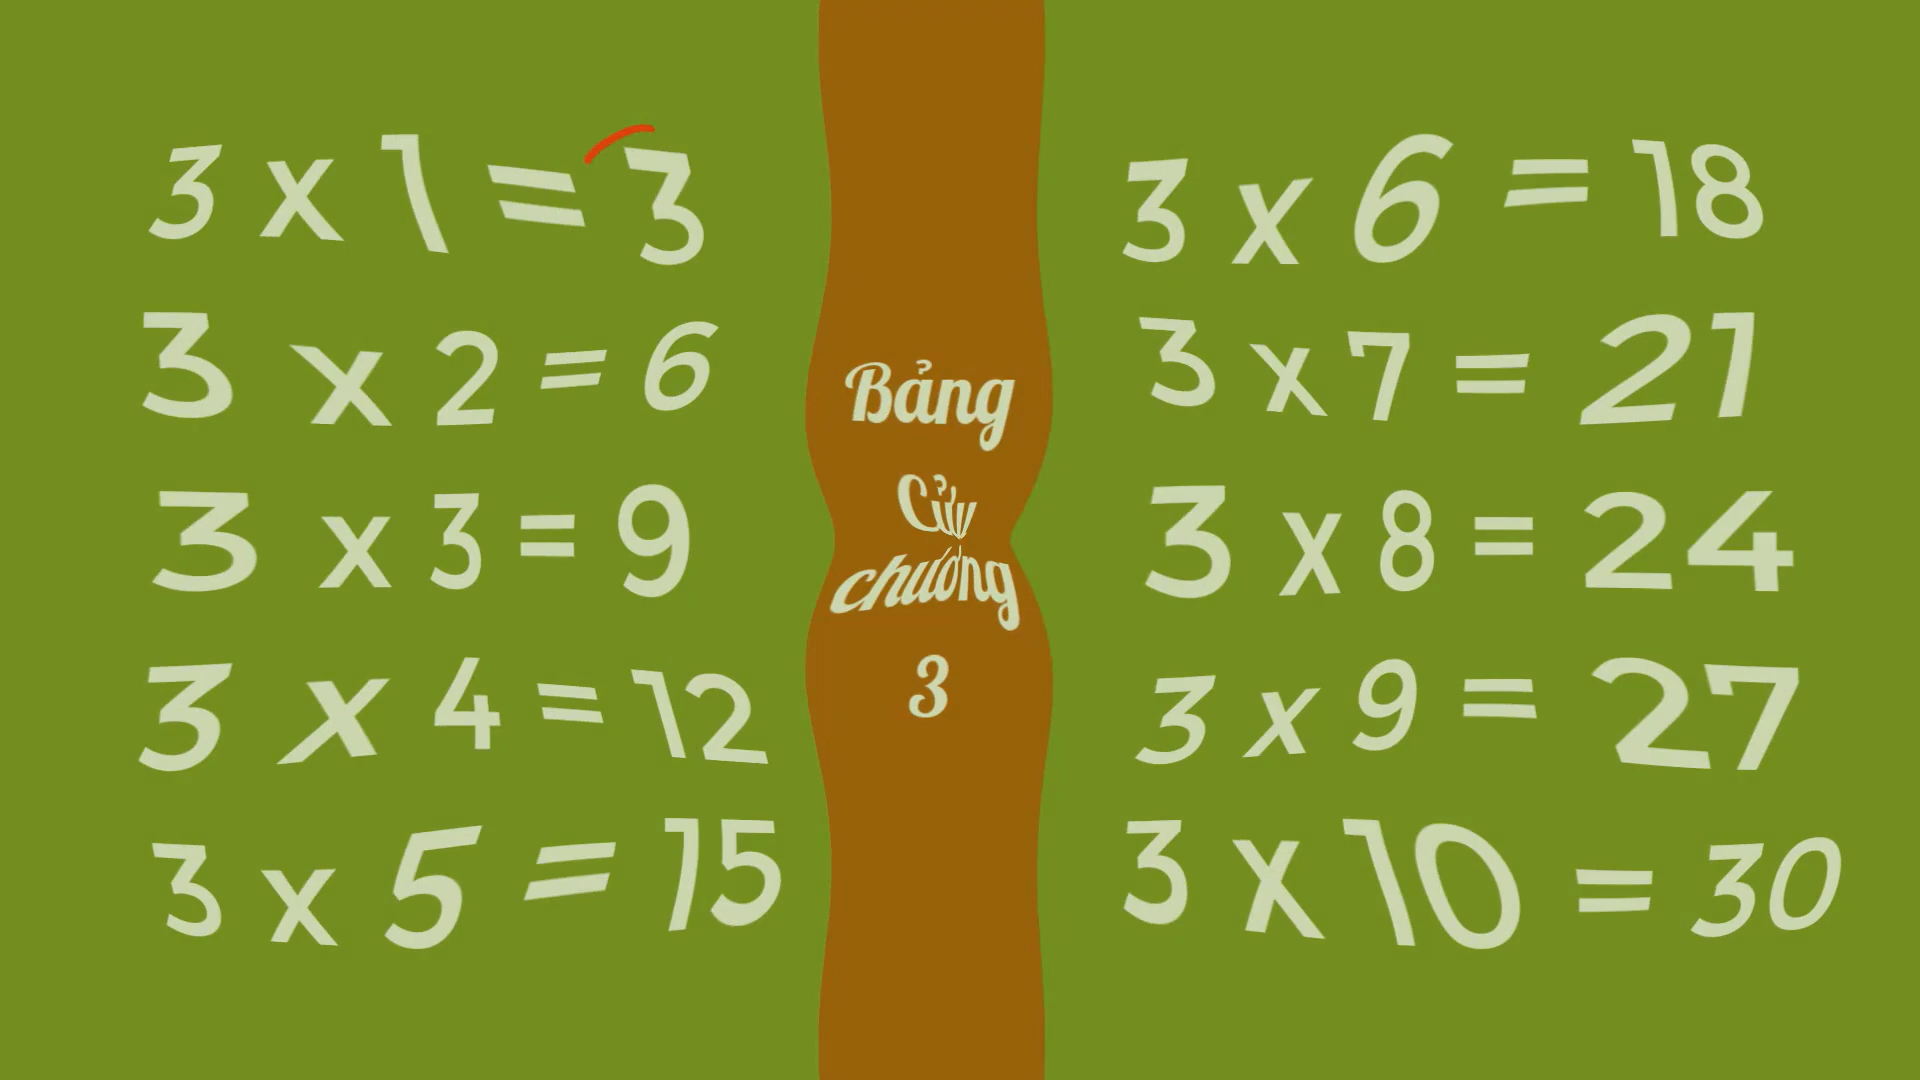 3 x 1 = 3
3 x 2 = 6
3 x 3 = 9
3 x 4 = 12
3 x 5 = 15
Bảng
Cửu
chương
3
3 x 6 = 18
3 x 7 = 21
3 x 8 = 24
3 x 9 = 27
3 x 10 = 30